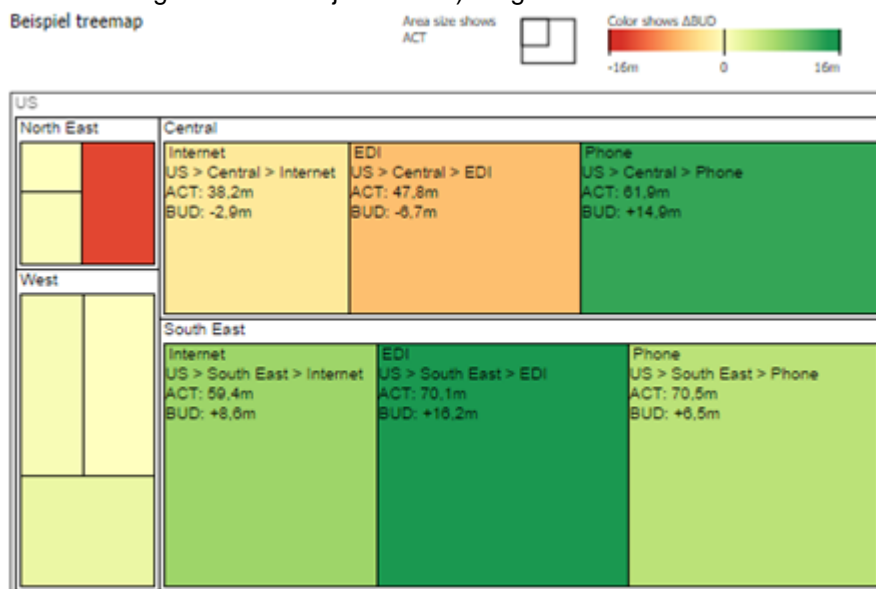 Beispiel treemap
Area size shows
ACT
Color shows ΔBUD
-16m 0 16m
US
North East
Central
Internet
US > Central > Internet
ACT: 38,2m
BUD: -2,9m
EDI
US > Central > EDI
ACT: 47,8m
BUD: -6,7m
Phone
US > Central > Phone
ACT: 61,9m
BUD: +14,9m
West
South East
Internet
US > South East > Internet
ACT: 59,4m
BUD: +8,6m
EDI
US > South East > EDI
ACT: 70,1m
BUD: +16,2m
Phone
US > South East > Phone
ACT: 70,5m
BUD: +6,5m